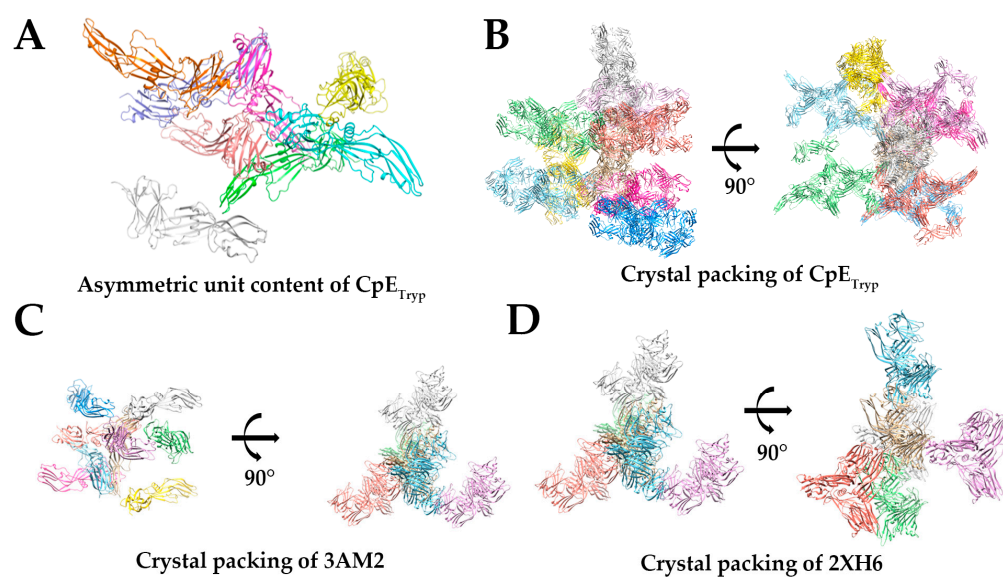 A
B
90°
Asymmetric unit content of CpE_Tryp
Crystal packing of CpE_Tryp
C
D
90°
90°
Crystal packing of 3AM2
Crystal packing of 2XH6